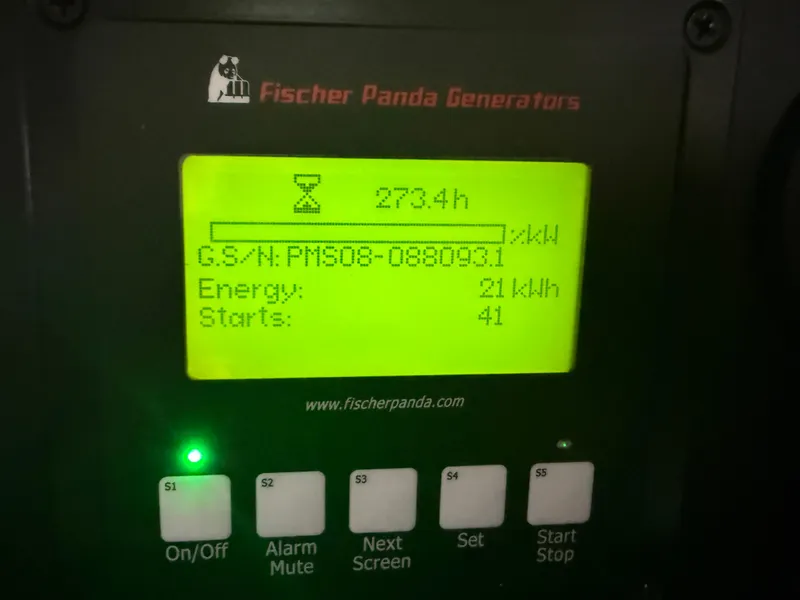 Fischer Panda Generators
273.4h
%kW
G.S/N: PMS08-088093.1
Energy: 21 kWh
Starts: 41
www.fischerpanda.com
S1 S2 S3 S4 S5
On/Off Alarm Mute Next Screen Set Start Stop